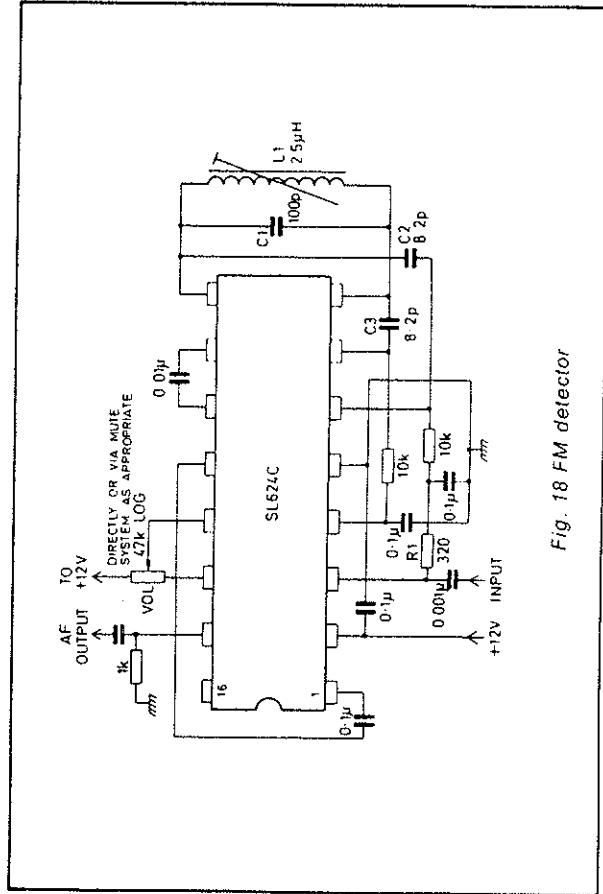 AF
OUTPUT
TO
+12V
DIRECTLY OR VIA MUTE
SYSTEM AS APPROPRIATE
47k LOG
VOL
1k
0 01µ
C1
100p
L1
2 5µH
16
SL624C
1
0·1µ
C3
8·2p
C2
8 2p
10k
10k
0·1µ
0·1µ
0·1µ
R1
320
0 001µ
+12V
INPUT
Fig. 18 FM detector